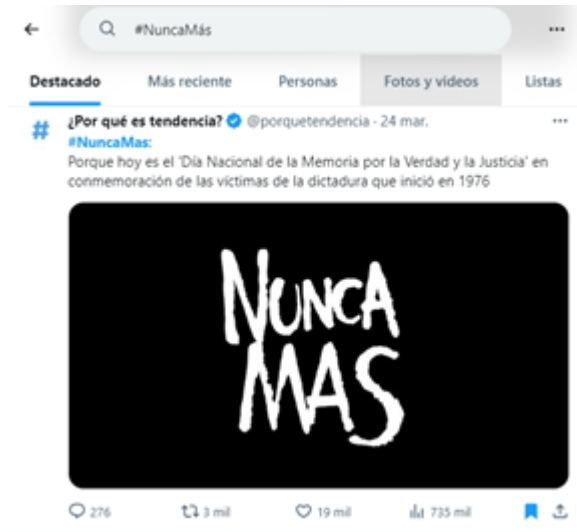 #NuncaMás
Destacado Más reciente Personas Fotos y videos Listas
¿Por qué es tendencia? @porquetendencia · 24 mar.
#NuncaMas:
Porque hoy es el 'Día Nacional de la Memoria por la Verdad y la Justicia' en
conmemoración de las víctimas de la dictadura que inició en 1976
NUNCA
MAS
276 3 mil 19 mil 735 mil